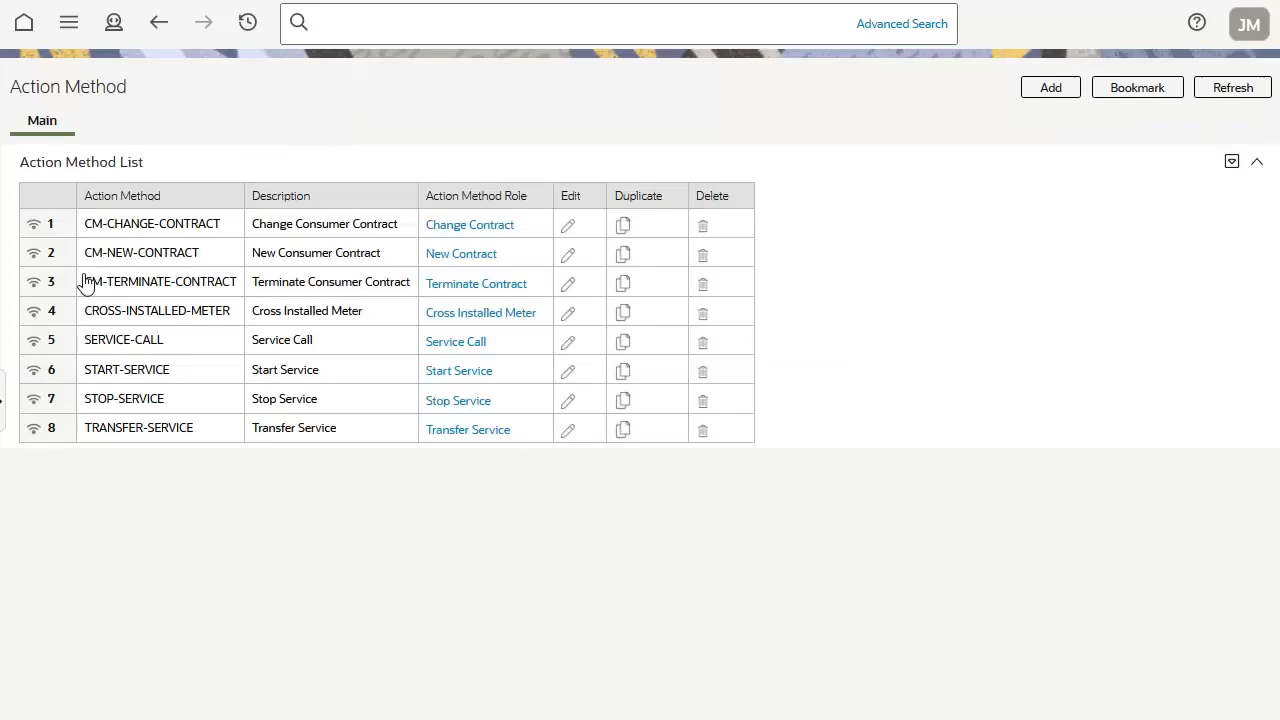 Advanced Search
JM
Action Method
Add
Bookmark
Refresh
Main
Action Method List
Action Method Description Action Method Role Edit Duplicate Delete
1 CM-CHANGE-CONTRACT Change Consumer Contract Change Contract
2 CM-NEW-CONTRACT New Consumer Contract New Contract
3 CM-TERMINATE-CONTRACT Terminate Consumer Contract Terminate Contract
4 CROSS-INSTALLED-METER Cross Installed Meter Cross Installed Meter
5 SERVICE-CALL Service Call Service Call
6 START-SERVICE Start Service Start Service
7 STOP-SERVICE Stop Service Stop Service
8 TRANSFER-SERVICE Transfer Service Transfer Service